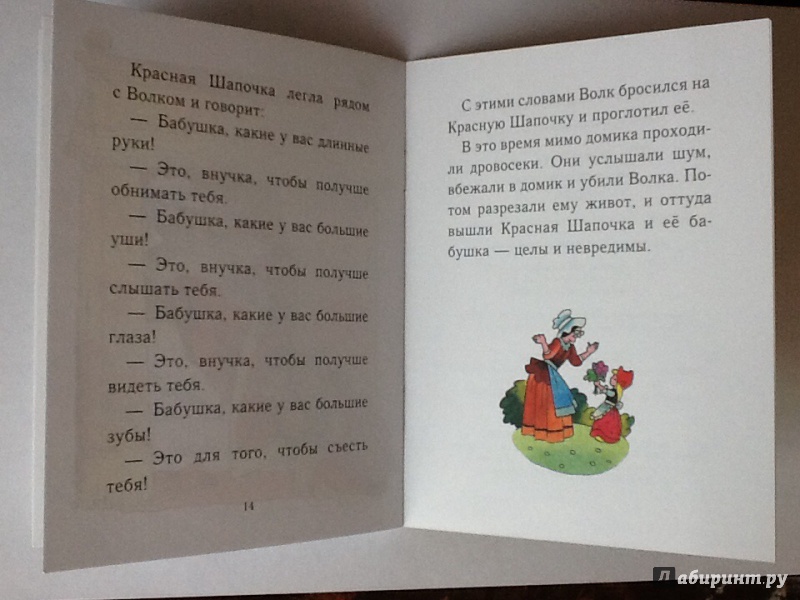 Красная Шапочка легла рядом
с Волком и говорит:
— Бабушка, какие у вас длинные
руки!
— Это, внучка, чтобы получше
обнимать тебя.
— Бабушка, какие у вас большие
уши!
— Это, внучка, чтобы получше
слышать тебя.
— Бабушка, какие у вас большие
глаза!
— Это, внучка, чтобы получше
видеть тебя.
— Бабушка, какие у вас большие
зубы!
— Это для того, чтобы съесть
тебя!
14
С этими словами Волк бросился на
Красную Шапочку и проглотил её.
В это время мимо домика проходи-
ли дровосеки. Они услышали шум,
вбежали в домик и убили Волка. По-
том разрезали ему живот, и оттуда
вышли Красная Шапочка и её ба-
бушка — целы и невредимы.
Лабиринт.ру